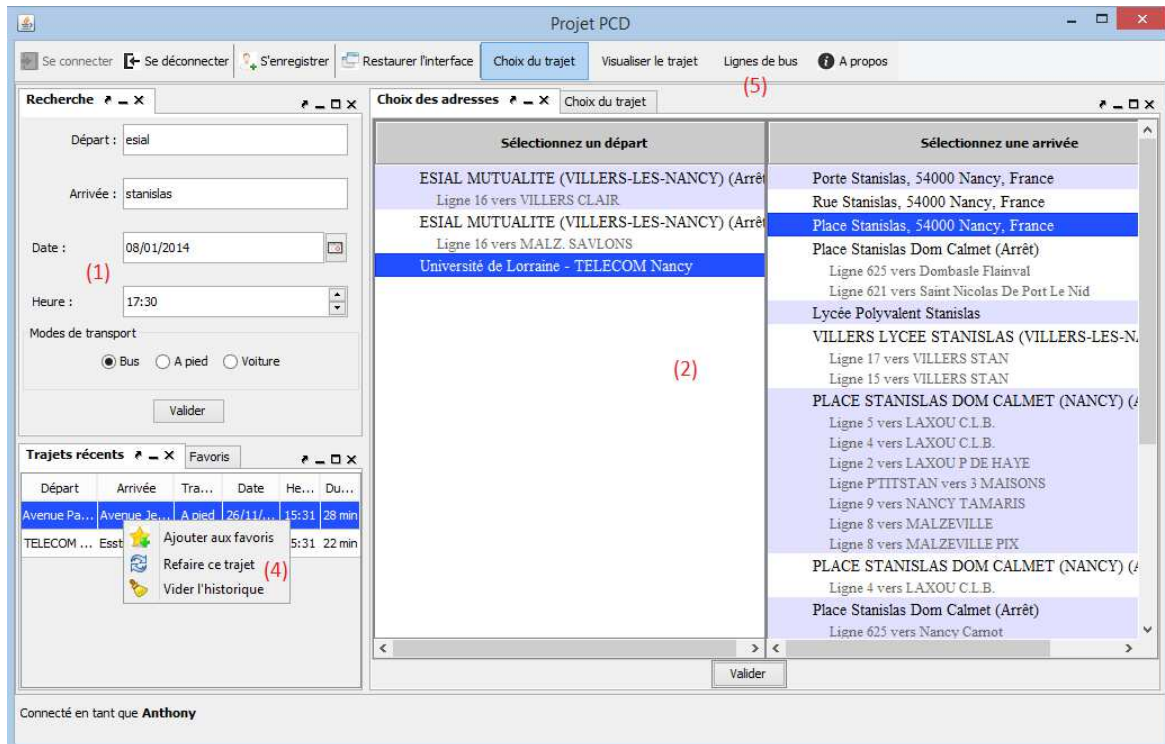 Projet PCD
Se connecter Se déconnecter S'enregistrer Restaurer l'interface Choix du trajet Visualiser le trajet Lignes de bus A propos
(5)
Recherche
Départ : esial
Arrivée : stanislas
Date : 08/01/2014
(1)
Heure : 17:30
Modes de transport
Bus A pied Voiture
Valider
Trajets récents Favoris
Départ Arrivée Tra... Date He... Du...
Avenue Pa... Avenue Je... A pied 26/11/... 15:31 28 min
TELECOM ... Esst 5:31 22 min
Ajouter aux favoris
Refaire ce trajet (4)
Vider l'historique
Choix des adresses Choix du trajet
Sélectionnez un départ
ESIAL MUTUALITE (VILLERS-LES-NANCY) (Arrêt
Ligne 16 vers VILLERS CLAIR
ESIAL MUTUALITE (VILLERS-LES-NANCY) (Arrêt
Ligne 16 vers MALZ. SAVLONS
Université de Lorraine - TELECOM Nancy
(2)
Sélectionnez une arrivée
Porte Stanislas, 54000 Nancy, France
Rue Stanislas, 54000 Nancy, France
Place Stanislas, 54000 Nancy, France
Place Stanislas Dom Calmet (Arrêt)
Ligne 625 vers Dombasle Flainval
Ligne 621 vers Saint Nicolas De Port Le Nid
Lycée Polyvalent Stanislas
VILLERS LYCEE STANISLAS (VILLERS-LES-N
Ligne 17 vers VILLERS STAN
Ligne 15 vers VILLERS STAN
PLACE STANISLAS DOM CALMET (NANCY) (A
Ligne 5 vers LAXOU C.L.B.
Ligne 4 vers LAXOU C.L.B.
Ligne 2 vers LAXOU P DE HAYE
Ligne P'TITSTAN vers 3 MAISONS
Ligne 9 vers NANCY TAMARIS
Ligne 8 vers MALZEVILLE
Ligne 8 vers MALZEVILLE PIX
PLACE STANISLAS DOM CALMET (NANCY) (A
Ligne 4 vers LAXOU C.L.B.
Place Stanislas Dom Calmet (Arrêt)
Ligne 625 vers Nancy Carnot
Valider
Connecté en tant que Anthony